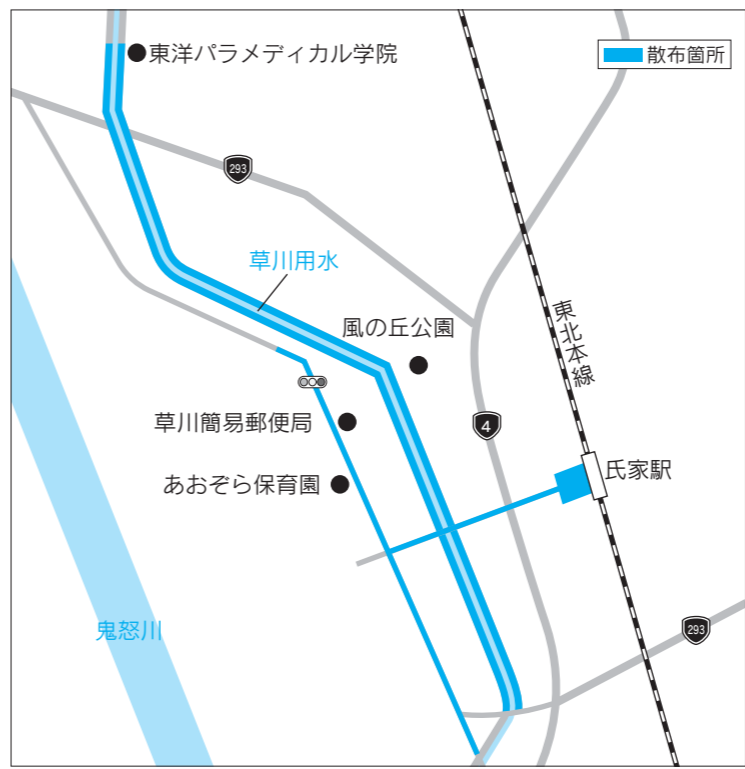 東洋パラメディカル学院
散布箇所
293
草川用水
風の丘公園
東北本線
草川簡易郵便局
4
氏家駅
あおぞら保育園
鬼怒川
293